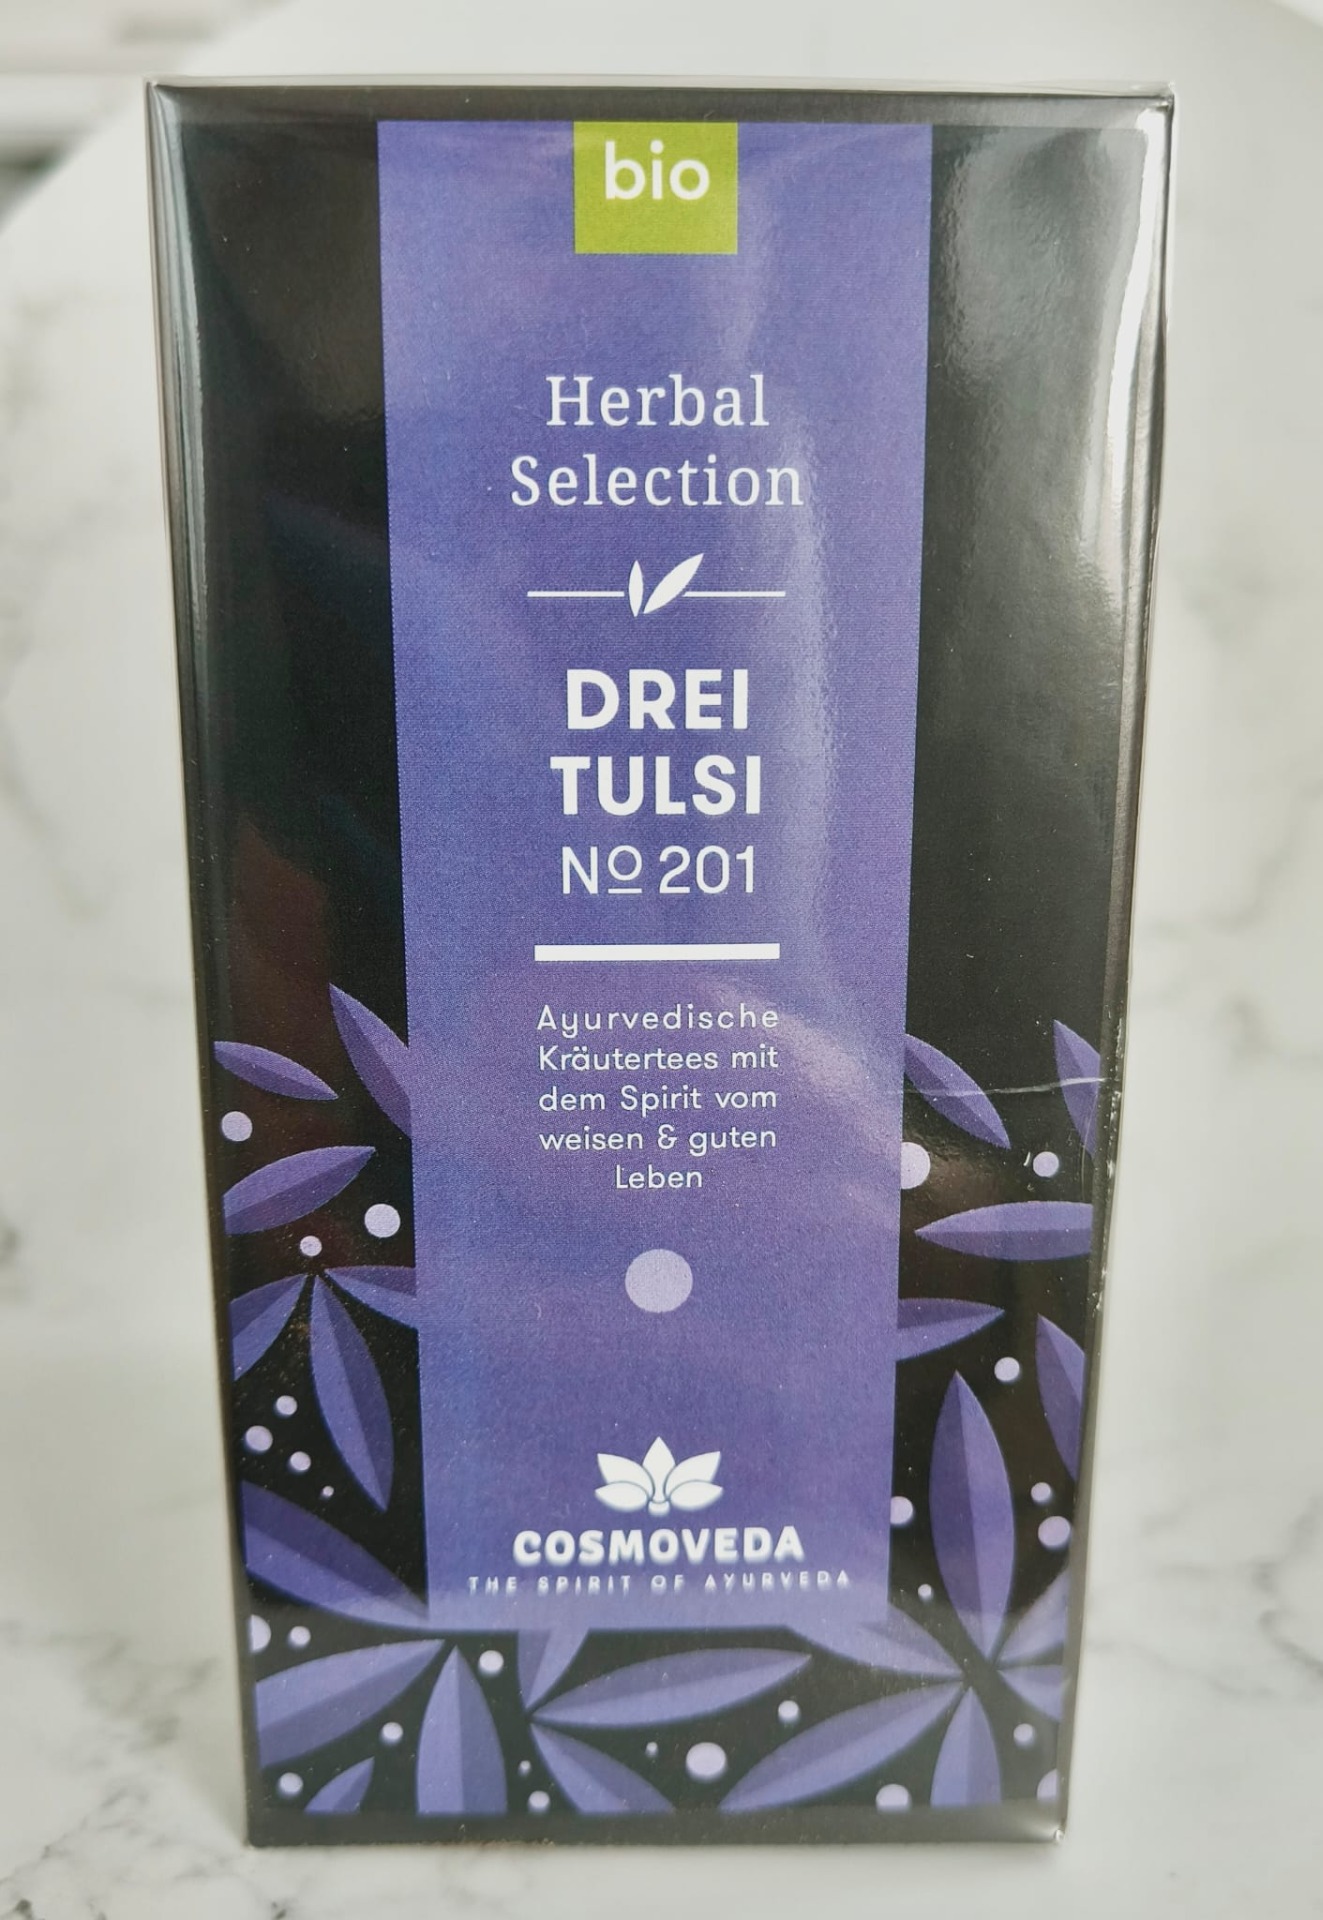 bio
Herbal
Selection
DREI
TULSI
Nº 201
Ayurvedische
Kräutertees mit
dem Spirit vom
weisen & guten
Leben
COSMOVEDA
THE SPIRIT OF AYURVEDA